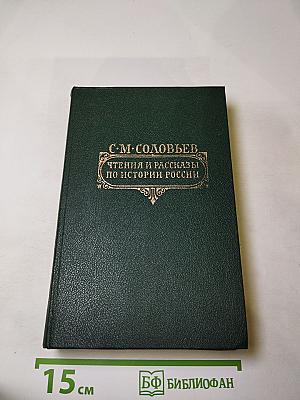 С·М·СОЛОВЬЕВ
ЧТЕНИЯ И РАССКАЗЫ
ПО ИСТОРИИ РОССИИ
15 см
БФ БИБЛИОФАН